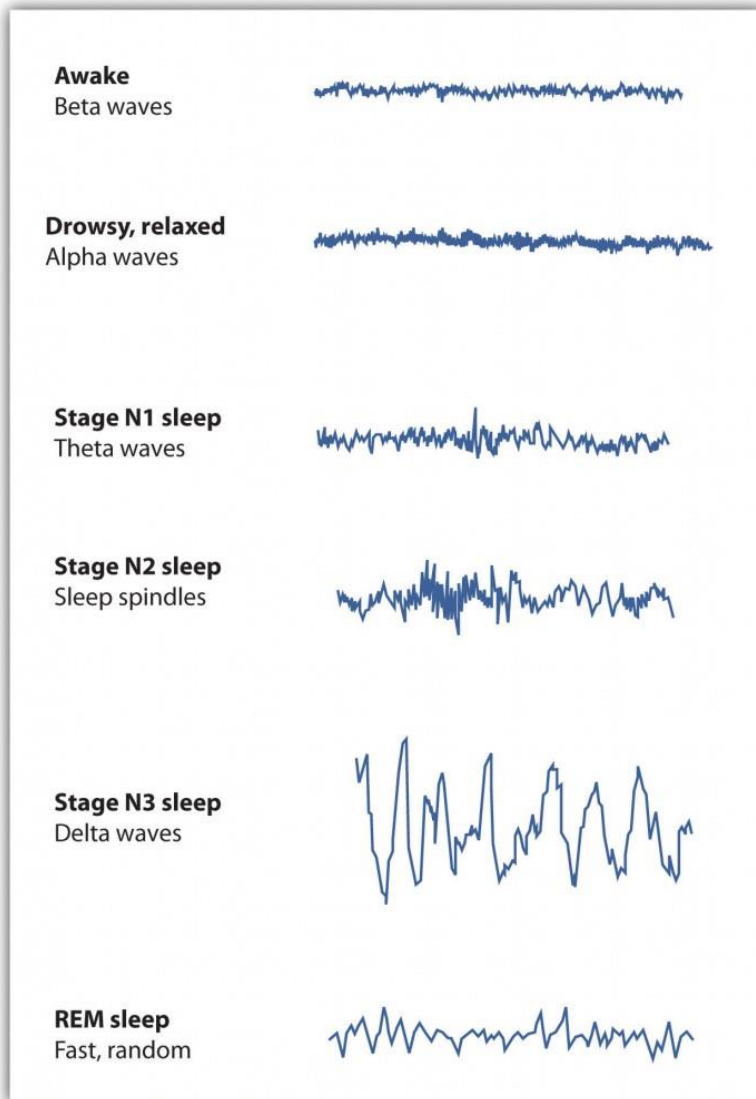 Awake
Beta waves
Drowsy, relaxed
Alpha waves
Stage N1 sleep
Theta waves
Stage N2 sleep
Sleep spindles
Stage N3 sleep
Delta waves
REM sleep
Fast, random